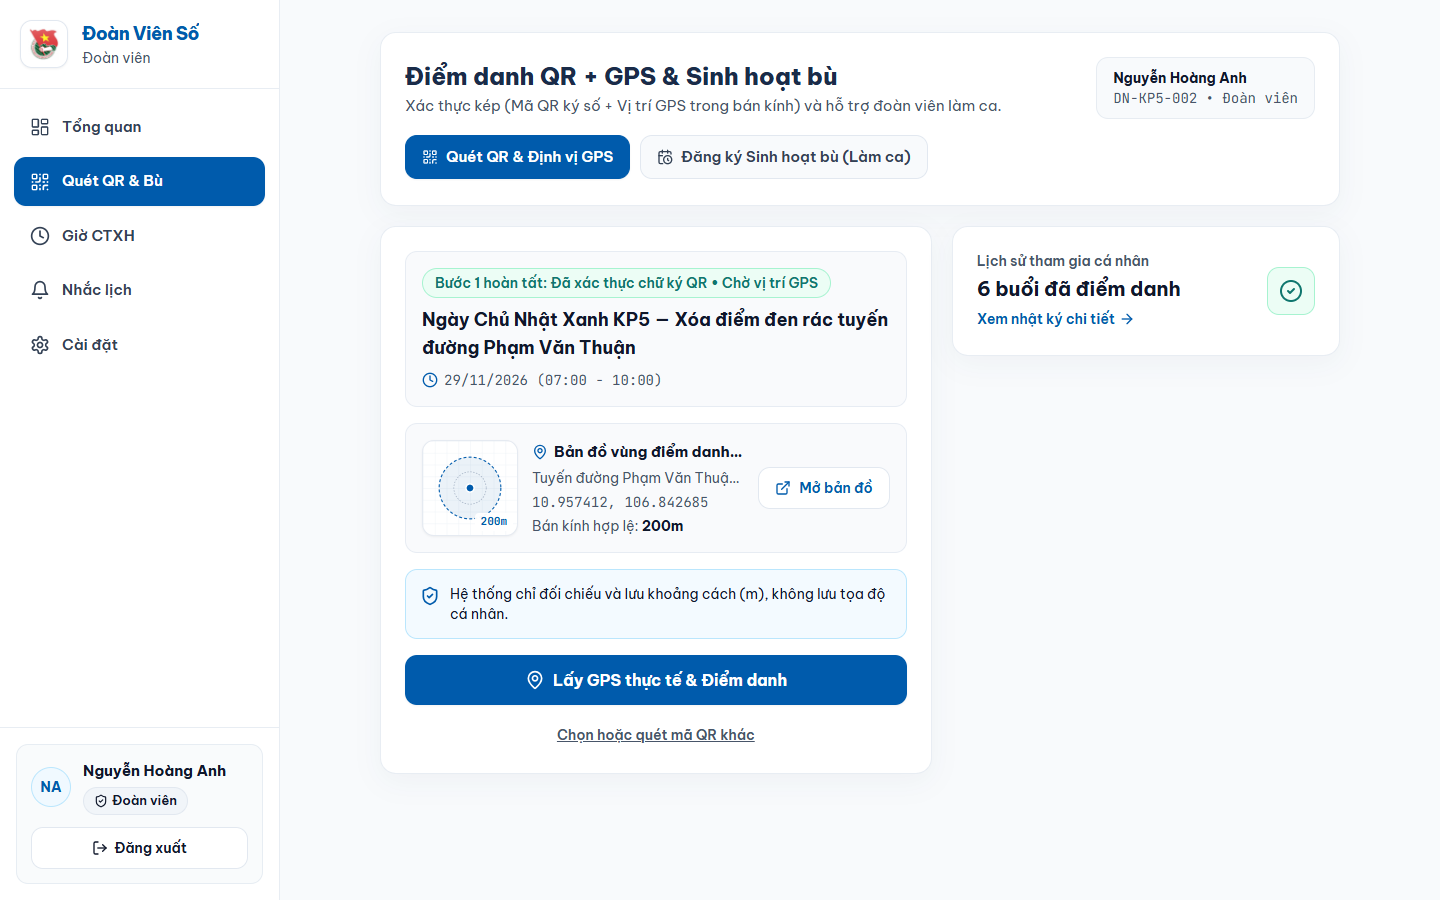 Đoàn Viên Số
Đoàn viên
Tổng quan
Quét QR & Bù
Giờ CTXH
Nhắc lịch
Cài đặt
NA
Nguyễn Hoàng Anh
Đoàn viên
Đăng xuất
Điểm danh QR + GPS & Sinh hoạt bù
Xác thực kép (Mã QR ký số + Vị trí GPS trong bán kính) và hỗ trợ đoàn viên làm ca.
Nguyễn Hoàng Anh
DN-KP5-002 • Đoàn viên
Quét QR & Định vị GPS
Đăng ký Sinh hoạt bù (Làm ca)
Bước 1 hoàn tất: Đã xác thực chữ ký QR • Chờ vị trí GPS
Ngày Chủ Nhật Xanh KP5 — Xóa điểm đen rác tuyến
đường Phạm Văn Thuận
29/11/2026 (07:00 - 10:00)
200m
Bản đồ vùng điểm danh...
Tuyến đường Phạm Văn Thuậ...
10.957412, 106.842685
Bán kính hợp lệ: 200m
Mở bản đồ
Hệ thống chỉ đối chiếu và lưu khoảng cách (m), không lưu tọa độ
cá nhân.
Lấy GPS thực tế & Điểm danh
Chọn hoặc quét mã QR khác
Lịch sử tham gia cá nhân
6 buổi đã điểm danh
Xem nhật ký chi tiết →